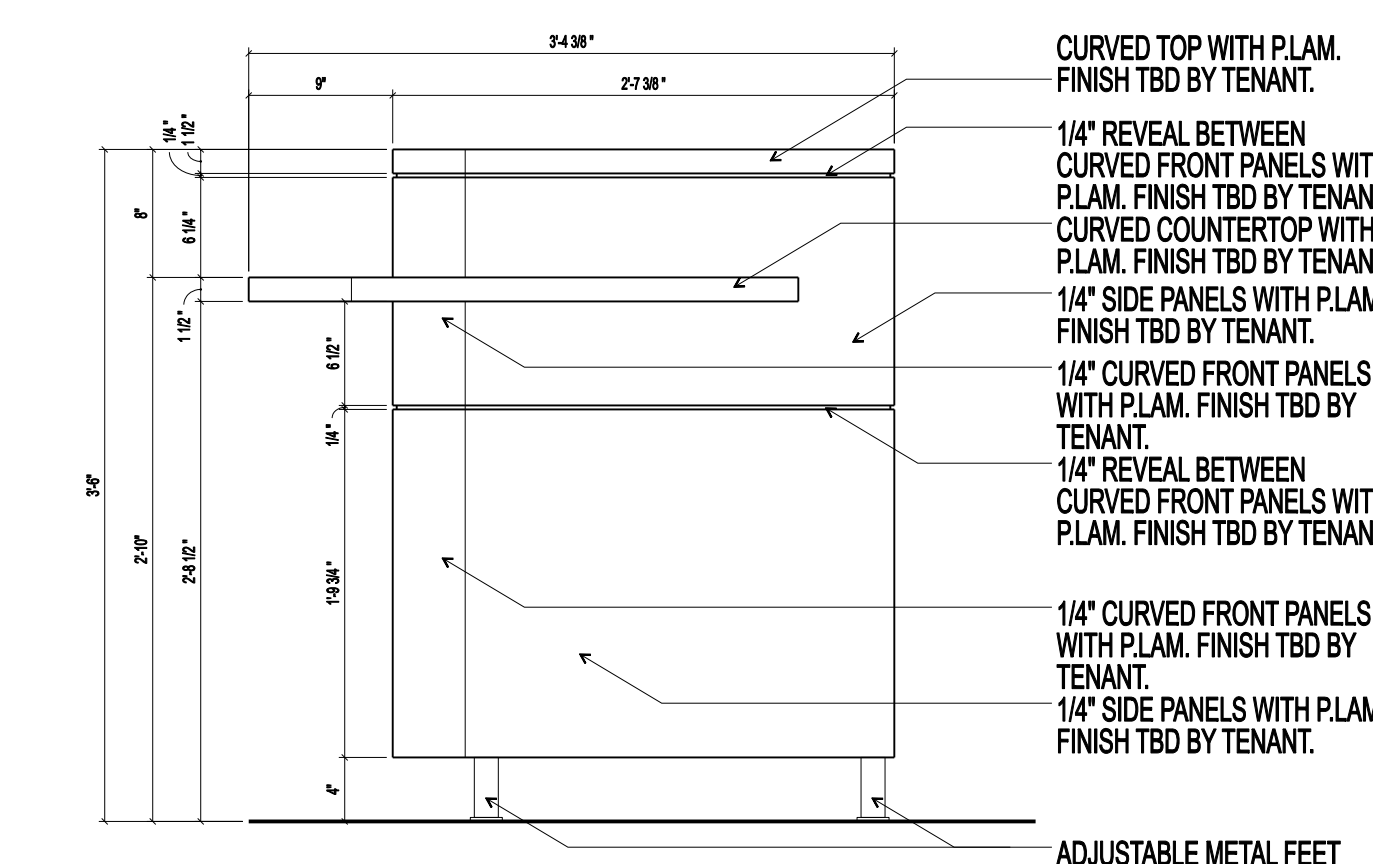 3'-4 3/8 "
9"
2'-7 3/8 "
1/4 "
1 1/2 "
8"
6 1/4 "
1 1/2 "
6 1/2 "
1/4 "
3'-6"
2'-10"
2'-8 1/2 "
1'-9 3/4 "
4"
CURVED TOP WITH P.LAM.
FINISH TBD BY TENANT.
1/4" REVEAL BETWEEN
CURVED FRONT PANELS WIT
P.LAM. FINISH TBD BY TENAN
CURVED COUNTERTOP WITH
P.LAM. FINISH TBD BY TENAN
1/4" SIDE PANELS WITH P.LAM
FINISH TBD BY TENANT.
1/4" CURVED FRONT PANELS
WITH P.LAM. FINISH TBD BY
TENANT.
1/4" REVEAL BETWEEN
CURVED FRONT PANELS WIT
P.LAM. FINISH TBD BY TENAN
1/4" CURVED FRONT PANELS
WITH P.LAM. FINISH TBD BY
TENANT.
1/4" SIDE PANELS WITH P.LAM
FINISH TBD BY TENANT.
ADJUSTABLE METAL FEET